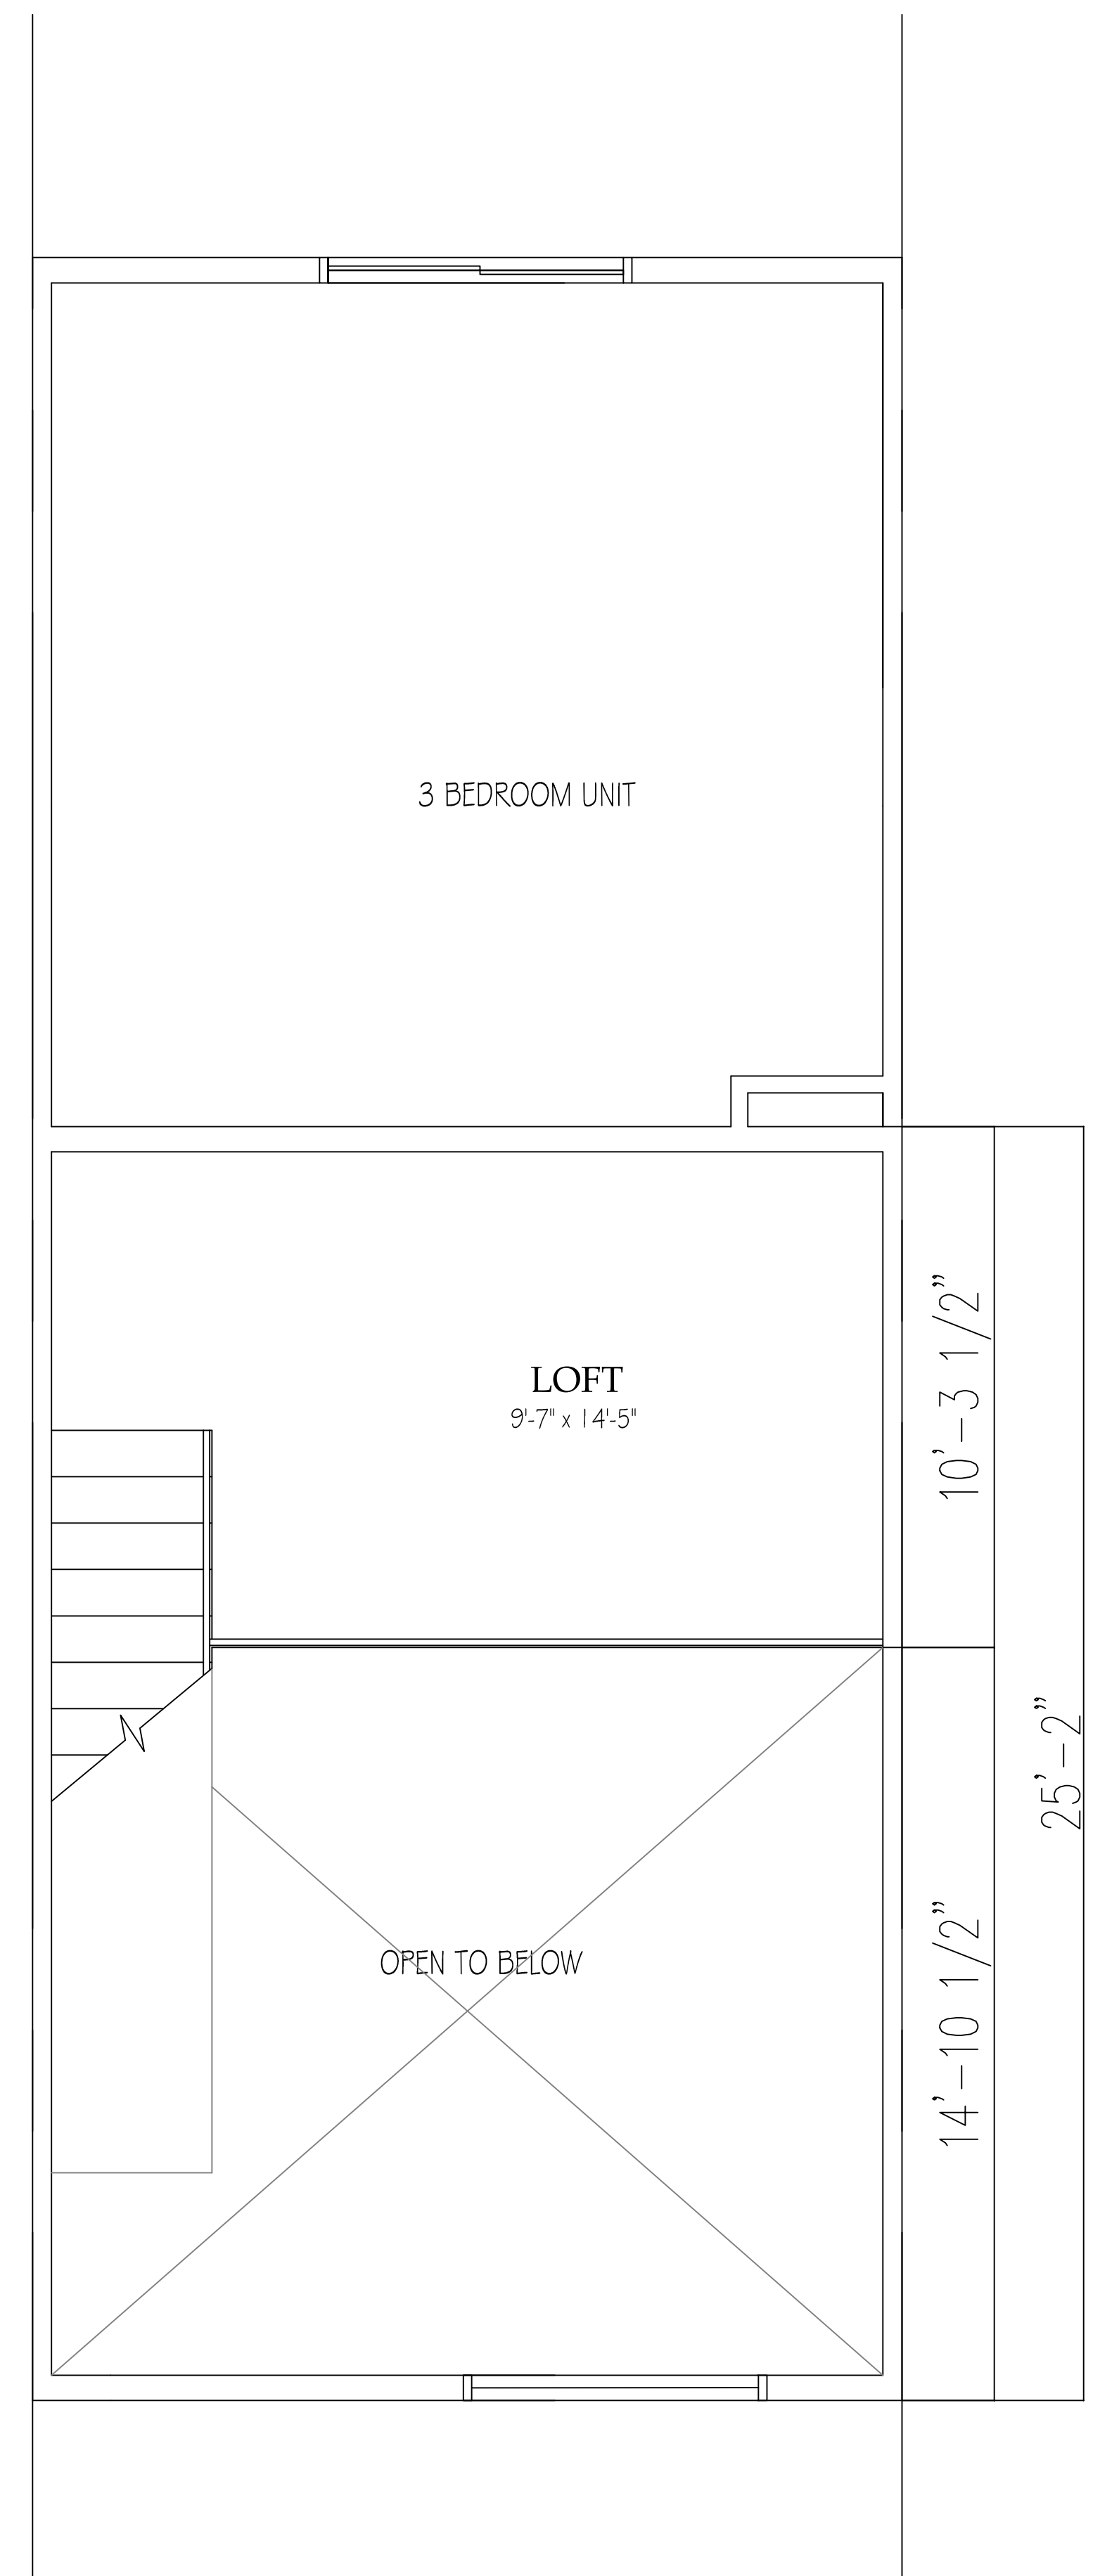 3 BEDROOM UNIT
LOFT
9'-7" x 14'-5"
10'-3 1/2"
25'-2"
OPEN TO BELOW
14'-10 1/2"